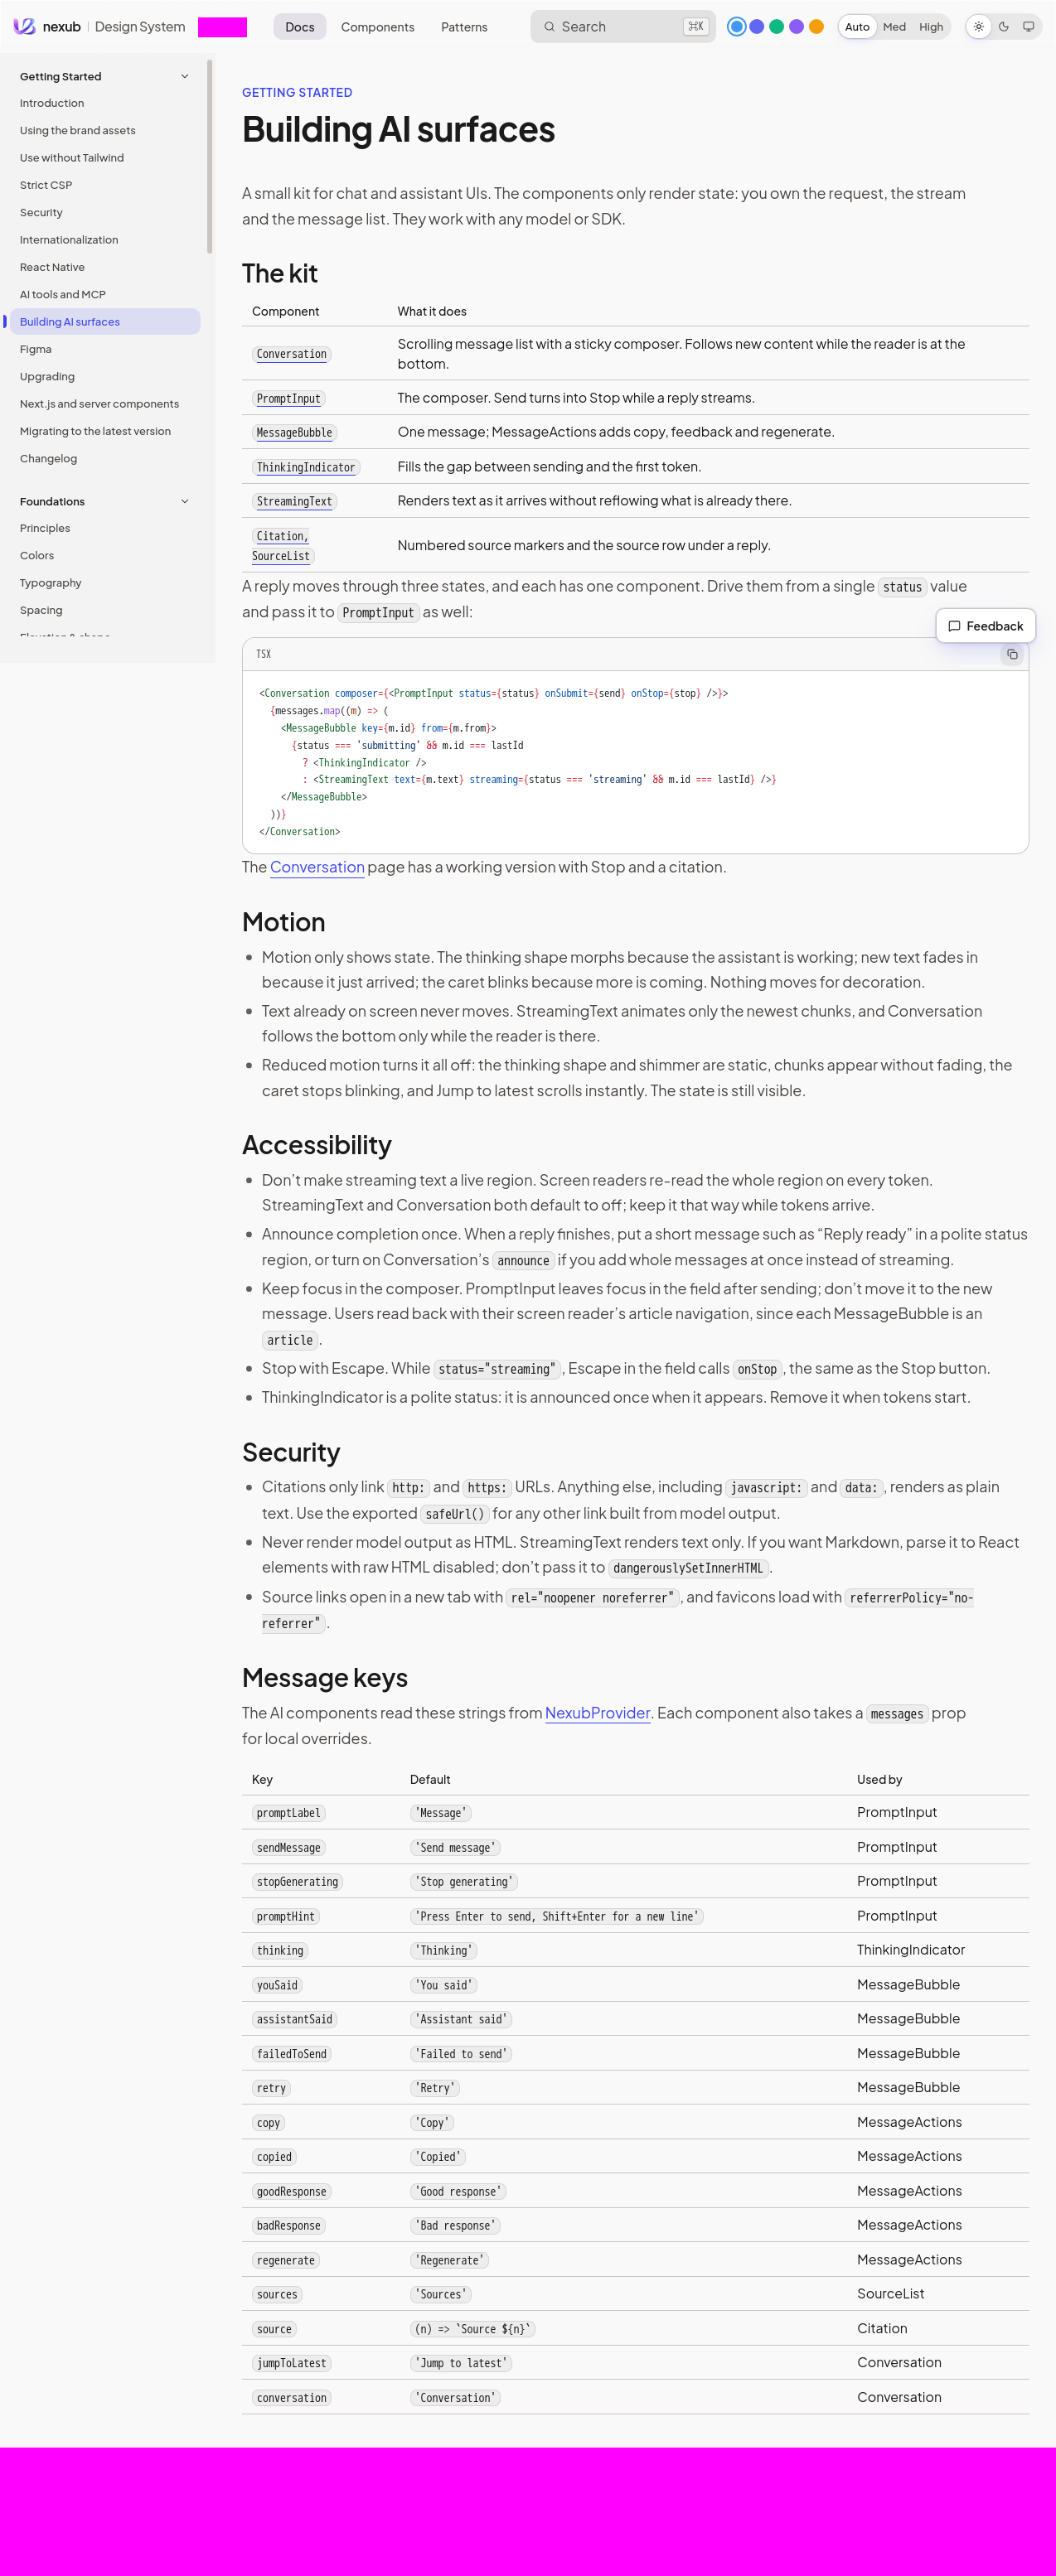 nexub | Design System
Docs
Components
Patterns
Search
⌘K
Auto
Med
High
Getting Started
Introduction
Using the brand assets
Use without Tailwind
Strict CSP
Security
Internationalization
React Native
AI tools and MCP
Building AI surfaces
Figma
Upgrading
Next.js and server components
Migrating to the latest version
Changelog
Foundations
Principles
Colors
Typography
Spacing
GETTING STARTED
Building AI surfaces
A small kit for chat and assistant UIs. The components only render state: you own the request, the stream
and the message list. They work with any model or SDK.
The kit
Component What it does
Conversation Scrolling message list with a sticky composer. Follows new content while the reader is at the
bottom.
PromptInput The composer. Send turns into Stop while a reply streams.
MessageBubble One message; MessageActions adds copy, feedback and regenerate.
ThinkingIndicator Fills the gap between sending and the first token.
StreamingText Renders text as it arrives without reflowing what is already there.
Citation,
SourceList Numbered source markers and the source row under a reply.
A reply moves through three states, and each has one component. Drive them from a single status value
and pass it to PromptInput as well:
Feedback
TSX
<Conversation composer={<PromptInput status={status} onSubmit={send} onStop={stop} />}>
{messages.map((m) => (
<MessageBubble key={m.id} from={m.from}>
{status === 'submitting' && m.id === lastId
? <ThinkingIndicator />
: <StreamingText text={m.text} streaming={status === 'streaming' && m.id === lastId} />}
</MessageBubble>
))}
</Conversation>
The Conversation page has a working version with Stop and a citation.
Motion
Motion only shows state. The thinking shape morphs because the assistant is working; new text fades in
because it just arrived; the caret blinks because more is coming. Nothing moves for decoration.
Text already on screen never moves. StreamingText animates only the newest chunks, and Conversation
follows the bottom only while the reader is there.
Reduced motion turns it all off: the thinking shape and shimmer are static, chunks appear without fading, the
caret stops blinking, and Jump to latest scrolls instantly. The state is still visible.
Accessibility
Don’t make streaming text a live region. Screen readers re-read the whole region on every token.
StreamingText and Conversation both default to off; keep it that way while tokens arrive.
Announce completion once. When a reply finishes, put a short message such as “Reply ready” in a polite status
region, or turn on Conversation’s announce if you add whole messages at once instead of streaming.
Keep focus in the composer. PromptInput leaves focus in the field after sending; don’t move it to the new
message. Users read back with their screen reader’s article navigation, since each MessageBubble is an
article.
Stop with Escape. While status="streaming", Escape in the field calls onStop, the same as the Stop button.
ThinkingIndicator is a polite status: it is announced once when it appears. Remove it when tokens start.
Security
Citations only link http: and https: URLs. Anything else, including javascript: and data:, renders as plain
text. Use the exported safeUrl() for any other link built from model output.
Never render model output as HTML. StreamingText renders text only. If you want Markdown, parse it to React
elements with raw HTML disabled; don’t pass it to dangerouslySetInnerHTML.
Source links open in a new tab with rel="noopener noreferrer", and favicons load with referrerPolicy="no-
referrer".
Message keys
The AI components read these strings from NexubProvider. Each component also takes a messages prop
for local overrides.
Key Default Used by
promptLabel 'Message' PromptInput
sendMessage 'Send message' PromptInput
stopGenerating 'Stop generating' PromptInput
promptHint 'Press Enter to send, Shift+Enter for a new line' PromptInput
thinking 'Thinking' ThinkingIndicator
youSaid 'You said' MessageBubble
assistantSaid 'Assistant said' MessageBubble
failedToSend 'Failed to send' MessageBubble
retry 'Retry' MessageBubble
copy 'Copy' MessageActions
copied 'Copied' MessageActions
goodResponse 'Good response' MessageActions
badResponse 'Bad response' MessageActions
regenerate 'Regenerate' MessageActions
sources 'Sources' SourceList
source (n) => `Source ${n}` Citation
jumpToLatest 'Jump to latest' Conversation
conversation 'Conversation' Conversation